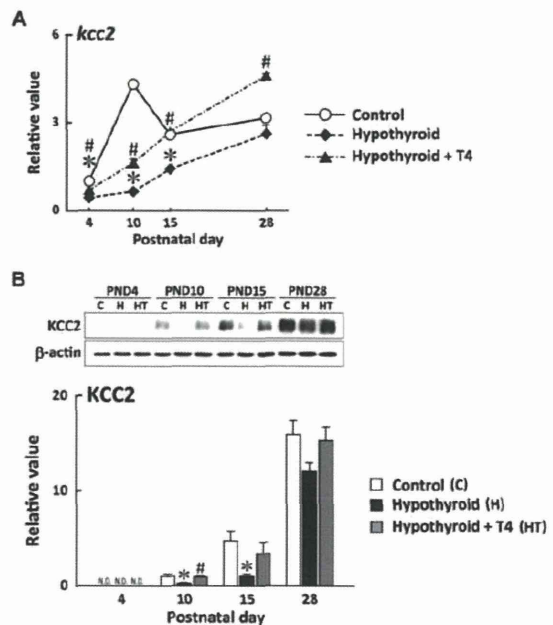 A
kcc2
6
3
0
Relative value
#
*
#
*
#
*
#
4 10 15 28
Postnatal day
Control
Hypothyroid
Hypothyroid + T4
B
PND4 PND10 PND15 PND28
C H HT C H HT C H HT C H HT
KCC2
β-actin
KCC2
20
10
0
Relative value
N.D. N.D. N.D.
* #
*
4 10 15 28
Postnatal day
Control (C)
Hypothyroid (H)
Hypothyroid + T4 (HT)